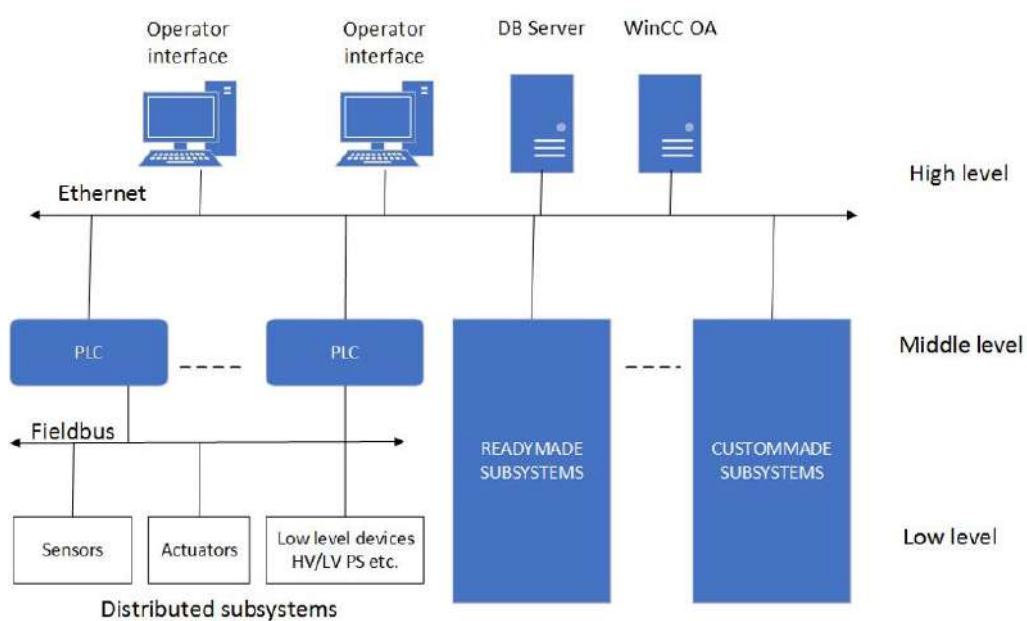 Operator
interface
Operator
interface
DB Server
WinCC OA
High level
Ethernet
PLC
PLC
Middle level
Fieldbus
READYMADE
SUBSYSTEMS
CUSTOMMADE
SUBSYSTEMS
Sensors
Actuators
Low level devices
HV/LV PS etc.
Low level
Distributed subsystems